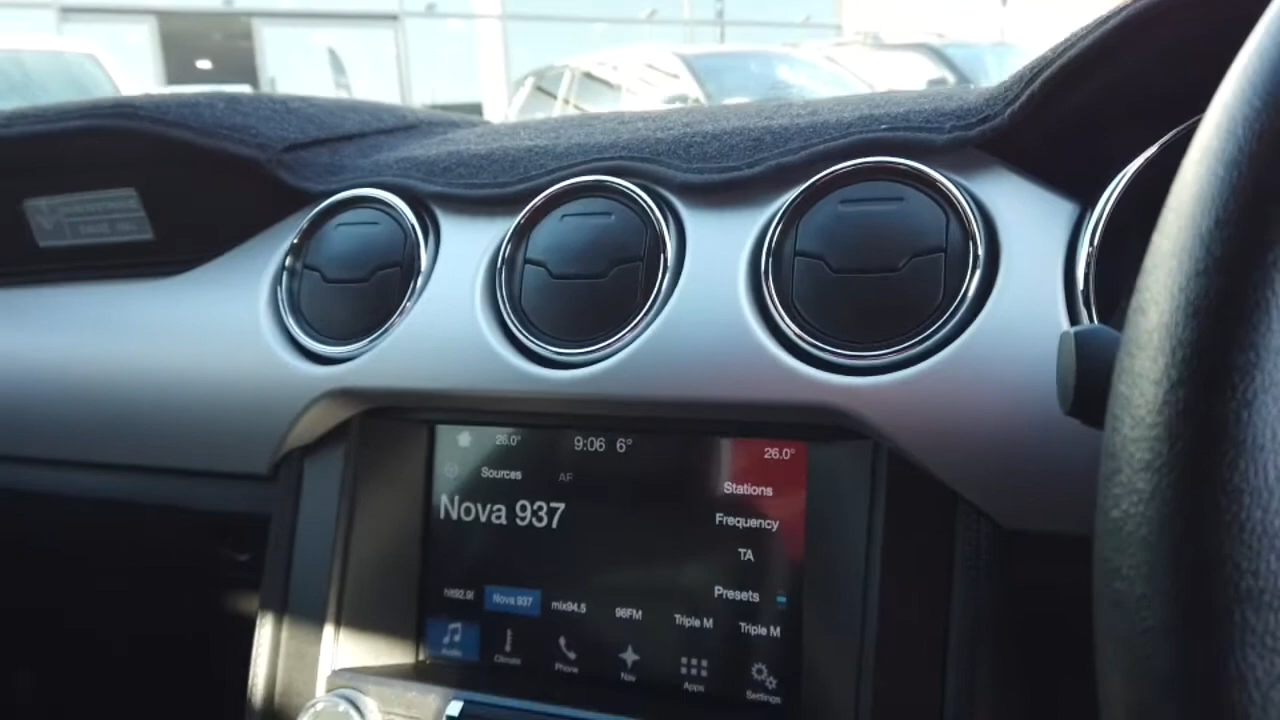 26.0°
9:06 6°
26.0°
Sources
AF
Stations
Nova 937
Frequency
TA
Presets
Nova 937
mix94.5
96FM
Triple M
Triple M
Audio
Climate
Phone
Nav
Apps
Settings